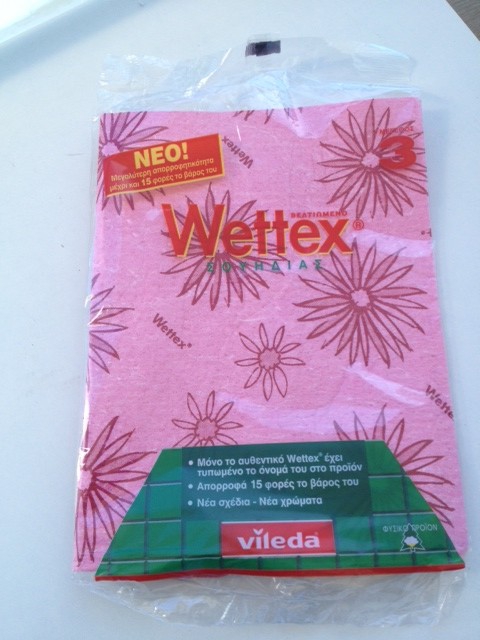 ΝΕΟ!
Μεγαλύτερη απορροφητικότητα
μέχρι και 15 φορές το βάρος του
Wettex
3
ΒΕΛΤΙΩΜΕΝΟ
Wettex®
ΣΦΟΥΓΓΑΡΙ
Wettex®
Wettex
• Μόνο το αυθεντικό Wettex® έχει
τυπωμένο το όνομά του στο προϊόν
• Απορροφά 15 φορές το βάρος του
• Νέα σχέδια - Νέα χρώματα
vileda®
ΦΥΣΙΚΟ ΠΡΟΪΟΝ